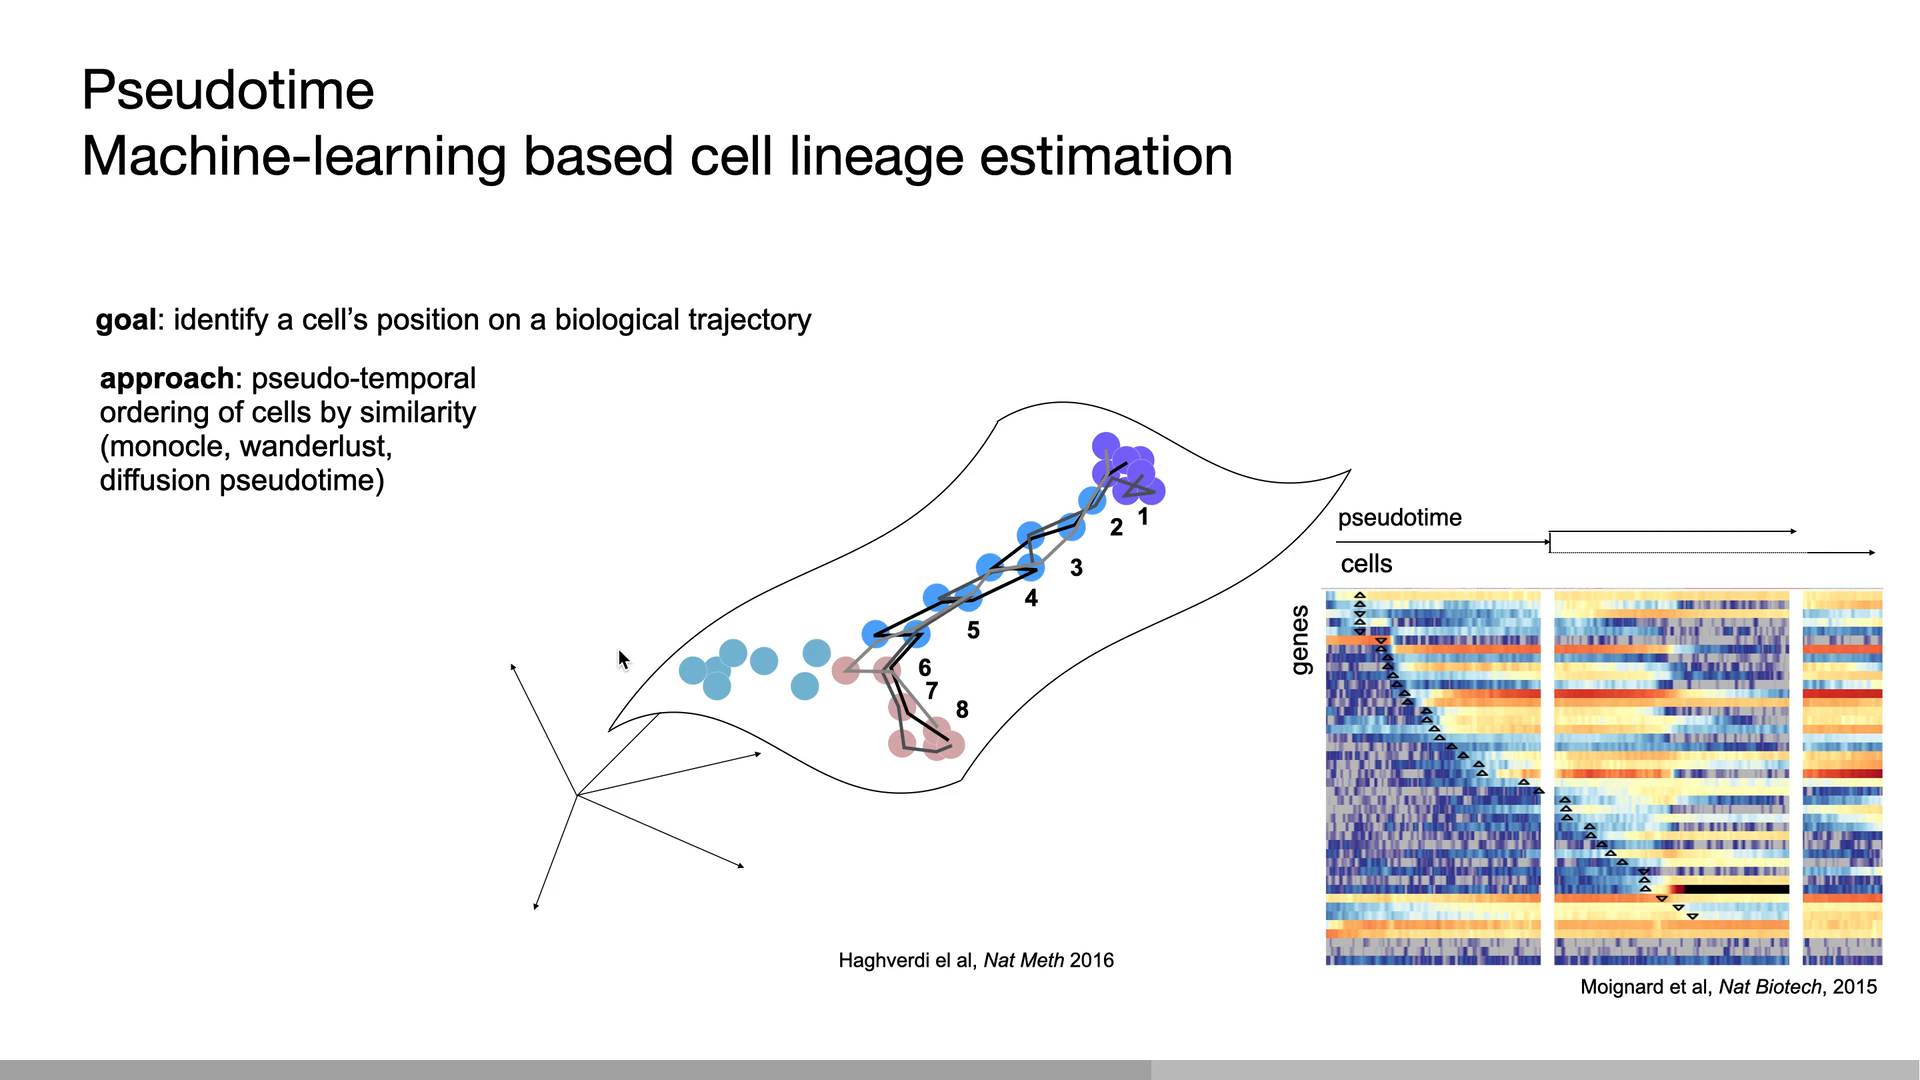 Pseudotime
Machine-learning based cell lineage estimation
goal: identify a cell’s position on a biological trajectory
approach: pseudo-temporal
ordering of cells by similarity
(monocle, wanderlust,
diffusion pseudotime)
1
2
3
4
5
6
7
8
Haghverdi el al, Nat Meth 2016
pseudotime
cells
genes
Moignard et al, Nat Biotech, 2015